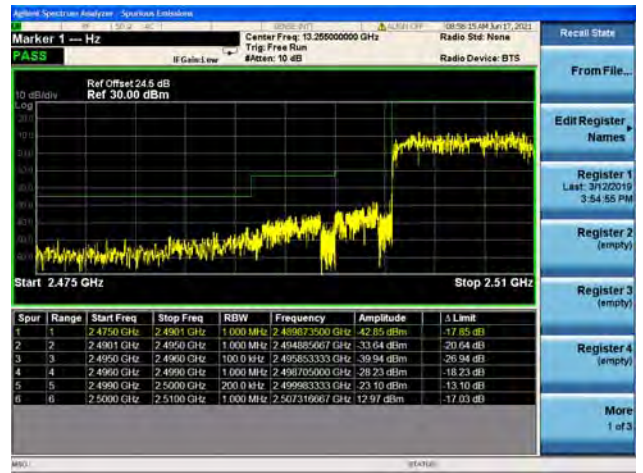 Agilent Spectrum Analyzer - Spurious Emissions
RF 50 Ω AC SENSE:INT ALIGN OFF 08:56:15 AM Jun 17, 2021
Marker 1 --- Hz Center Freq: 13.255000000 GHz Radio Std: None
Trig: Free Run
PASS IFGain:Low #Atten: 10 dB Radio Device: BTS
Ref Offset 24.5 dB
10 dB/div Ref 30.00 dBm
Log
20.0
10.0
Start 2.475 GHz Stop 2.51 GHz
Spur Range Start Freq Stop Freq RBW Frequency Amplitude Δ Limit
1 1 2.4750 GHz 2.4901 GHz 1.000 MHz 2.489873500 GHz -42.85 dBm -17.85 dB
2 2 2.4901 GHz 2.4950 GHz 1.000 MHz 2.494885667 GHz -33.64 dBm -20.64 dB
3 3 2.4950 GHz 2.4960 GHz 100.0 kHz 2.495853333 GHz -39.94 dBm -26.94 dB
4 4 2.4960 GHz 2.4990 GHz 1.000 MHz 2.498705000 GHz -28.23 dBm -18.23 dB
5 5 2.4990 GHz 2.5000 GHz 200.0 kHz 2.499983333 GHz -23.10 dBm -13.10 dB
6 6 2.5000 GHz 2.5100 GHz 1.000 MHz 2.507316667 GHz 12.97 dBm -17.03 dB
MSG STATUS
Recall State
From File...
Edit Register
Names
Register 1
Last: 3/12/2019
3:54:55 PM
Register 2
(empty)
Register 3
(empty)
Register 4
(empty)
More
1 of 3